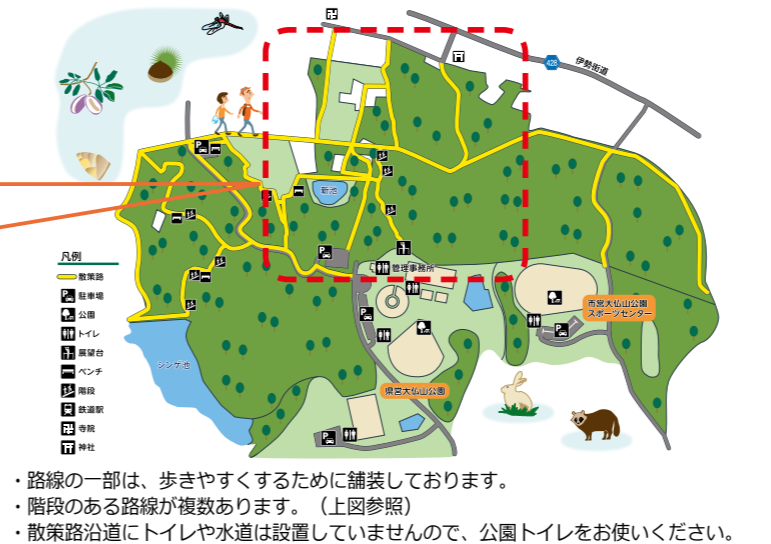 428
伊勢街道
新池
管理事務所
凡例
散策路
駐車場
公園
トイレ
展望台
ベンチ
階段
鉄道駅
寺院
神社
シンゲ池
市営大仏山公園
スポーツセンター
県営大仏山公園
・路線の一部は、歩きやすくするために舗装しております。
・階段のある路線が複数あります。（上図参照）
・散策路沿道にトイレや水道は設置していませんので、公園トイレをお使いください。